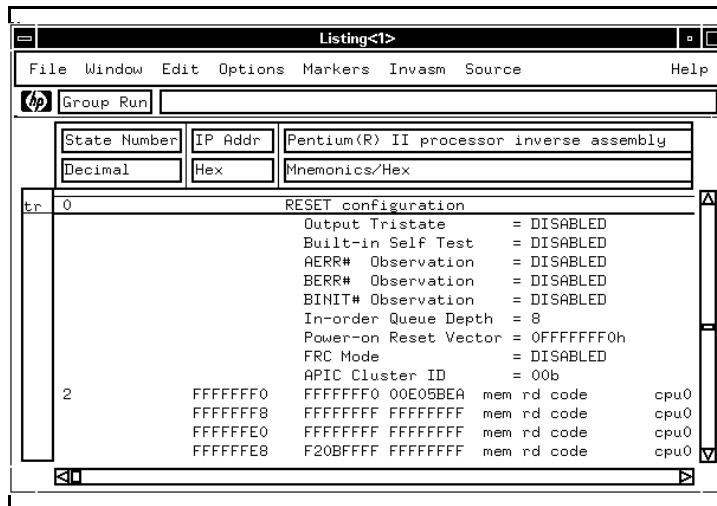 Listing<1>
File Window Edit Options Markers Invasm Source Help
hp Group Run
State Number IP Addr Pentium(R) II processor inverse assembly
Decimal Hex Mnemonics/Hex
tr 0 RESET configuration
Output Tristate = DISABLED
Built-in Self Test = DISABLED
AERR# Observation = DISABLED
BERR# Observation = DISABLED
BINIT# Observation = DISABLED
In-order Queue Depth = 8
Power-on Reset Vector = 0FFFFFFF0h
FRC Mode = DISABLED
APIC Cluster ID = 00b
2 FFFFFFF0 FFFFFFF0 00E05BEA mem rd code cpu0
FFFFFFF8 FFFFFFFF FFFFFFFF mem rd code cpu0
FFFFFFE0 FFFFFFFF FFFFFFFF mem rd code cpu0
FFFFFFE8 F20BFFFF FFFFFFFF mem rd code cpu0